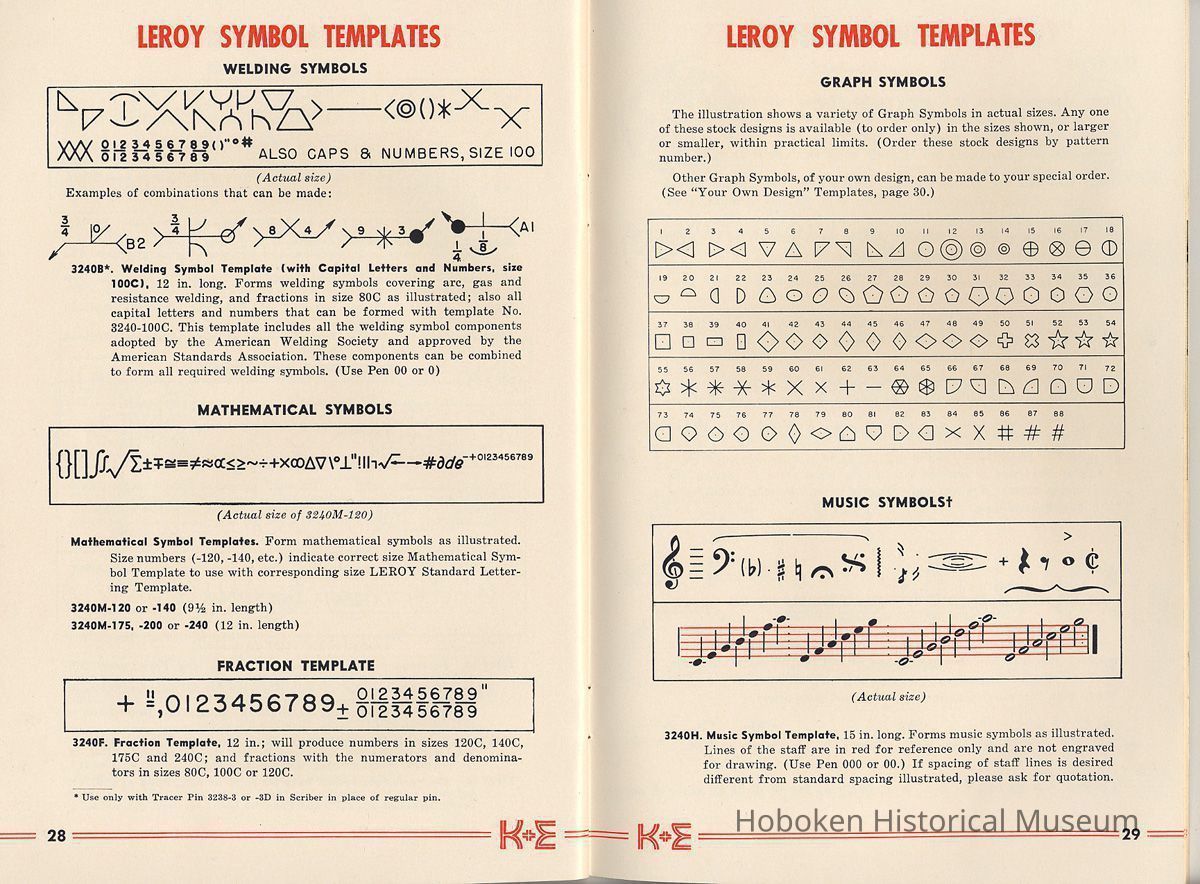 LEROY SYMBOL TEMPLATES
WELDING SYMBOLS
0123456789()"°#
0123456789
ALSO CAPS & NUMBERS, SIZE 100
(Actual size)
Examples of combinations that can be made:
3/4 0 B2 3/4 8 4 9 3 1/4 1/8 A1
3240B*. Welding Symbol Template (with Capital Letters and Numbers, size
100C), 12 in. long. Forms welding symbols covering arc, gas and
resistance welding, and fractions in size 80C as illustrated; also all
capital letters and numbers that can be formed with template No.
3240-100C. This template includes all the welding symbol components
adopted by the American Welding Society and approved by the
American Standards Association. These components can be combined
to form all required welding symbols. (Use Pen 00 or 0)
MATHEMATICAL SYMBOLS
{}[]∫∫√Σ±∓≅≡≠≈α≤≥~÷+×∞Δ∇\°⊥"!||¬√←→#∂de⁻⁺0123456789
(Actual size of 3240M-120)
Mathematical Symbol Templates. Form mathematical symbols as illustrated.
Size numbers (-120, -140, etc.) indicate correct size Mathematical Sym-
bol Template to use with corresponding size LEROY Standard Letter-
ing Template.
3240M-120 or -140 (9½ in. length)
3240M-175, -200 or -240 (12 in. length)
FRACTION TEMPLATE
+ "=,0123456789± 0123456789"
0123456789
3240F. Fraction Template, 12 in.; will produce numbers in sizes 120C, 140C,
175C and 240C; and fractions with the numerators and denomina-
tors in sizes 80C, 100C or 120C.
* Use only with Tracer Pin 3238-3 or -3D in Scriber in place of regular pin.
28
K+E
LEROY SYMBOL TEMPLATES
GRAPH SYMBOLS
The illustration shows a variety of Graph Symbols in actual sizes. Any one
of these stock designs is available (to order only) in the sizes shown, or larger
or smaller, within practical limits. (Order these stock designs by pattern
number.)
Other Graph Symbols, of your own design, can be made to your special order.
(See "Your Own Design" Templates, page 30.)
1 2 3 4 5 6 7 8 9 10 11 12 13 14 15 16 17 18
19 20 21 22 23 24 25 26 27 28 29 30 31 32 33 34 35 36
37 38 39 40 41 42 43 44 45 46 47 48 49 50 51 52 53 54
55 56 57 58 59 60 61 62 63 64 65 66 67 68 69 70 71 72
73 74 75 76 77 78 79 80 81 82 83 84 85 86 87 88
MUSIC SYMBOLS†
(Actual size)
3240H. Music Symbol Template, 15 in. long. Forms music symbols as illustrated.
Lines of the staff are in red for reference only and are not engraved
for drawing. (Use Pen 000 or 00.) If spacing of staff lines is desired
different from standard spacing illustrated, please ask for quotation.
K+E
Hoboken Historical Museum
29